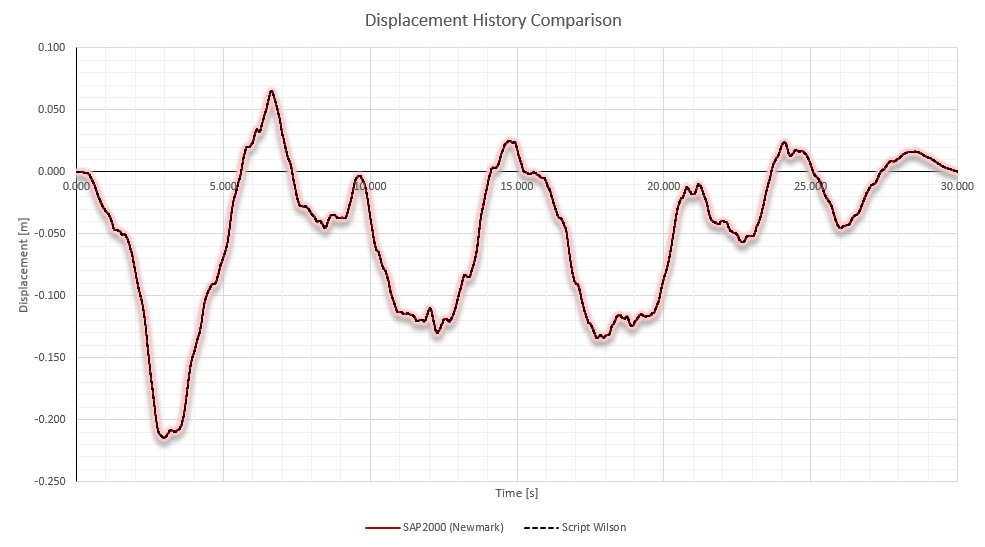 Displacement History Comparison
0.100
0.050
0.000
-0.050
-0.100
-0.150
-0.200
-0.250
0.000 5.000 10.000 15.000 20.000 25.000 30.000
Displacement [m]
Time [s]
SAP2000 (Newmark) Script Wilson